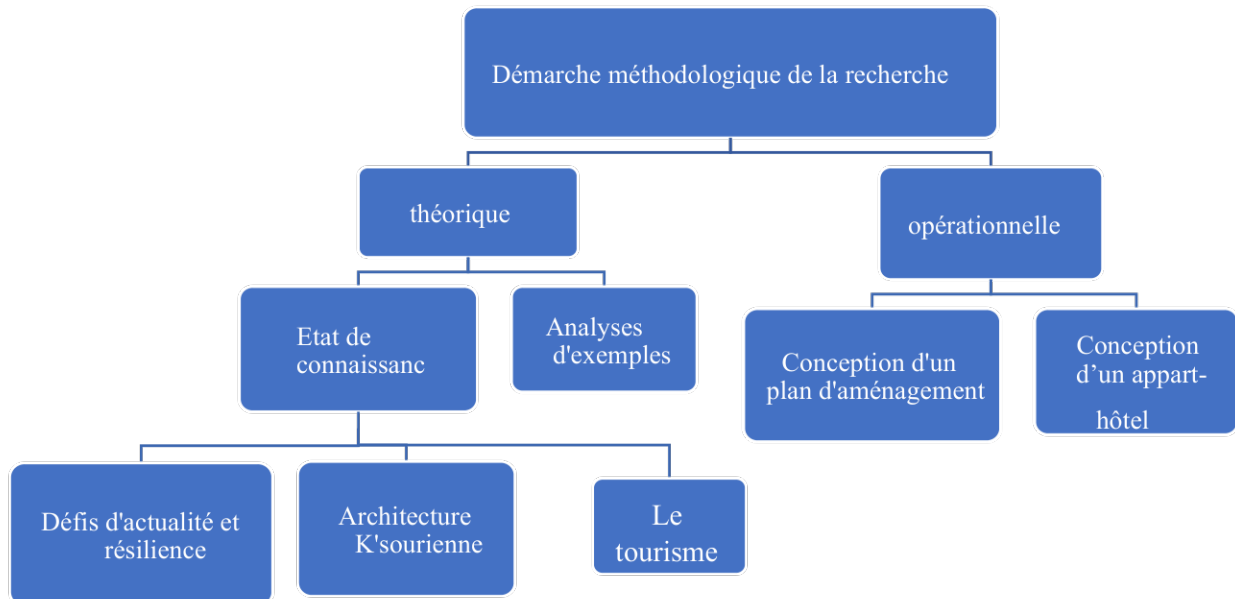 Démarche méthodologique de la recherche
théorique
opérationnelle
Etat de
connaissanc
Analyses
d'exemples
Conception d'un
plan d'aménagement
Conception
d’un appart-
hôtel
Défis d'actualité et
résilience
Architecture
K'sourienne
Le
tourisme